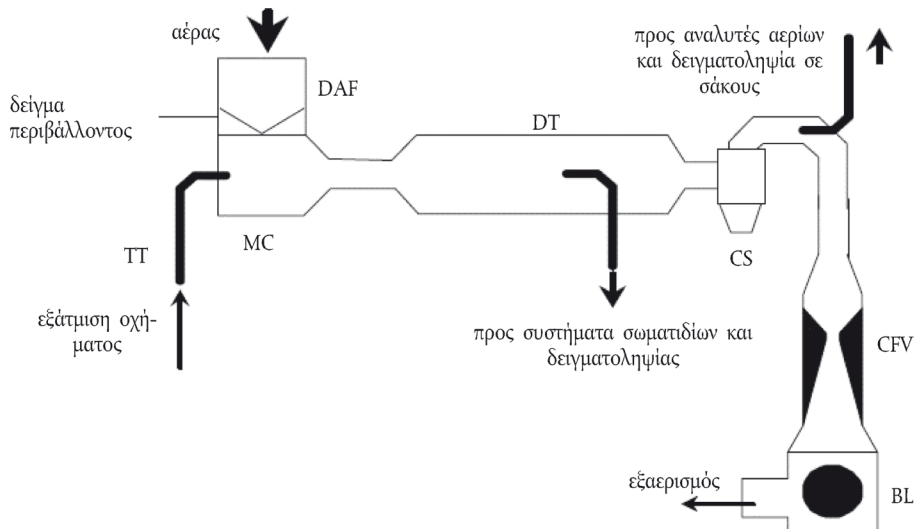 αέρας
DAF
δείγμα
περιβάλλοντος
προς αναλυτές αερίων
και δειγματοληψία σε
σάκους
DT
MC
TT
CS
εξάτμιση οχή-
ματος
προς συστήματα σωματιδίων και
δειγματοληψίας
CFV
εξαερισμός
BL